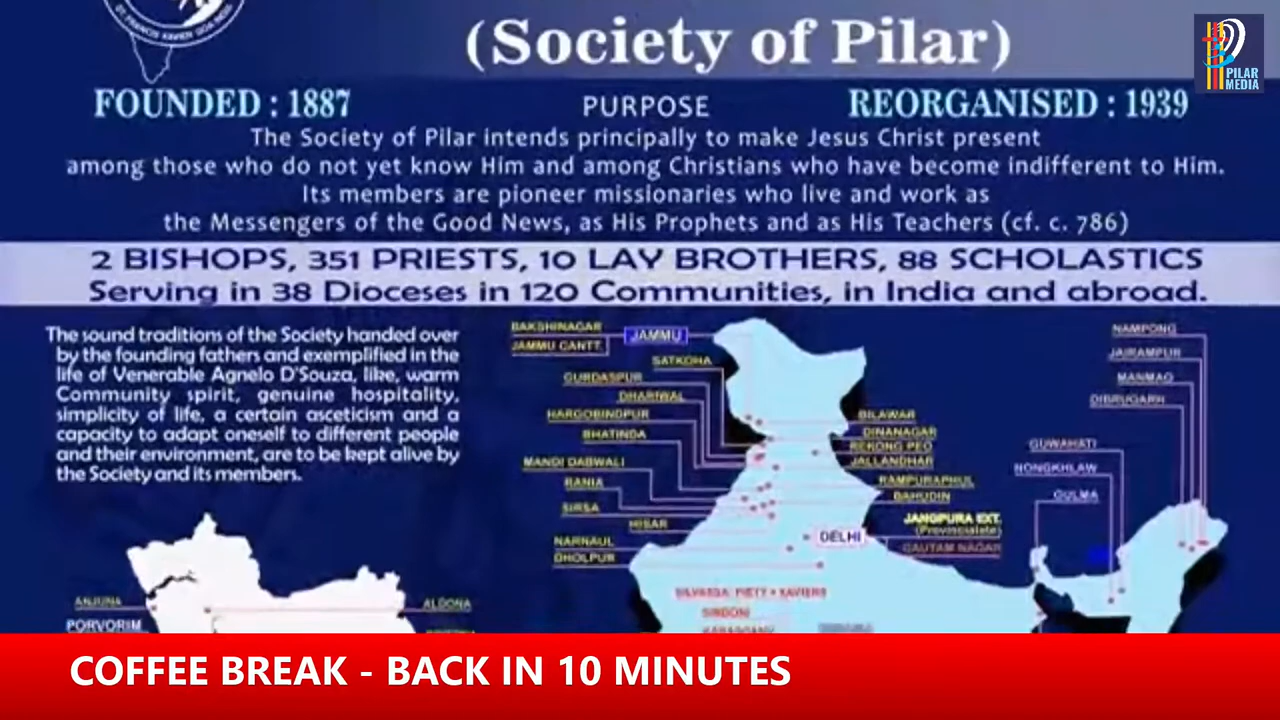 ST. FRANCIS XAVIER GOA INDIA
(Society of Pilar)
PILAR
MEDIA
FOUNDED : 1887
PURPOSE
REORGANISED : 1939
The Society of Pilar intends principally to make Jesus Christ present
among those who do not yet know Him and among Christians who have become indifferent to Him.
Its members are pioneer missionaries who live and work as
the Messengers of the Good News, as His Prophets and as His Teachers (cf. c. 786)
2 BISHOPS, 351 PRIESTS, 10 LAY BROTHERS, 88 SCHOLASTICS
Serving in 38 Dioceses in 120 Communities, in India and abroad.
The sound traditions of the Society handed over
by the founding fathers and exemplified in the
life of Venerable Agnelo D'Souza, like, warm
Community spirit, genuine hospitality,
simplicity of life, a certain asceticism and a
capacity to adapt oneself to different people
and their environment, are to be kept alive by
the Society and its members.
BAKSHINAGAR
JAMMU CANTT.
JAMMU
SATKOHA
GURDASPUR
DHARIWAL
HARGOBINDPUR
BHATINDA
MANDI DABWALI
RANIA
SIRSA
HISAR
NARNAUL
DHOLPUR
BILAWAR
DINANAGAR
REKONG PEO
JALLANDHAR
RAMPURAPHUL
BAHUDIN
DELHI
JANGPURA EXT.
(Provincialate)
GAUTAM NAGAR
NAMPONG
JAIRAMPUR
MANMAO
DIBRUGARH
GUWAHATI
NONGKHLAW
GULMA
SILVASSA: PIETY • XAVIERS
SINDONI
ANJUNA
PORVORIM
ALDONA
COFFEE BREAK - BACK IN 10 MINUTES